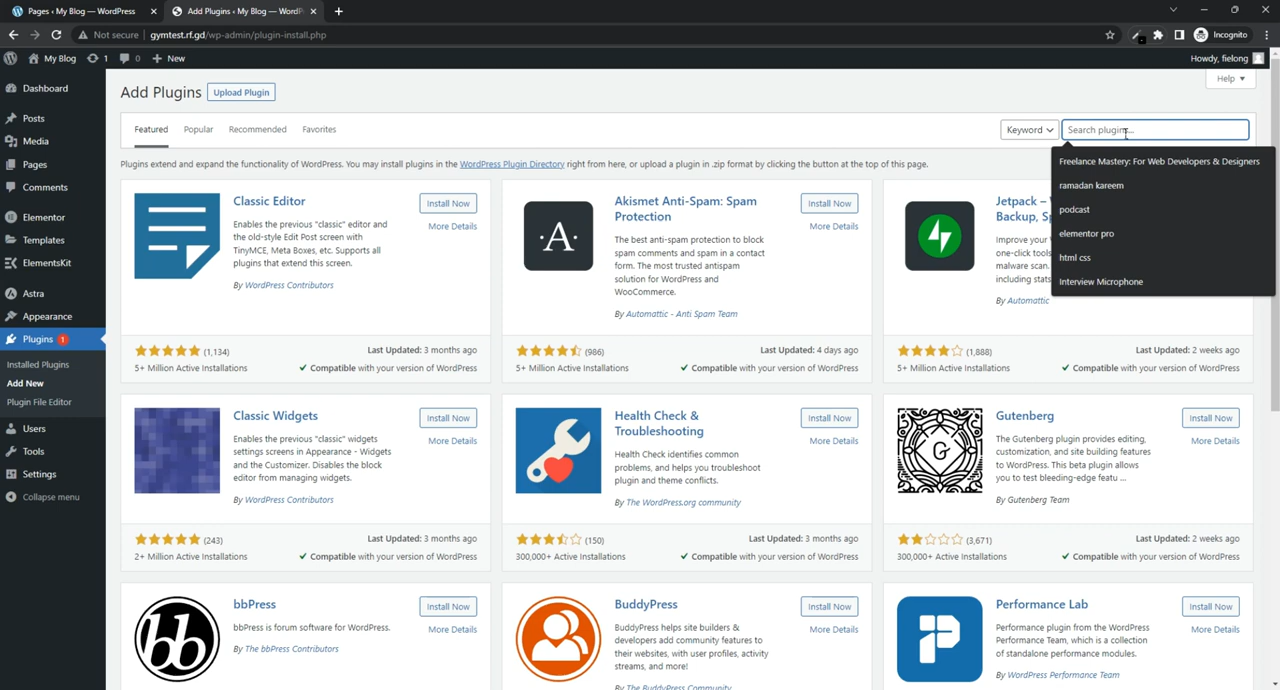 Pages ‹ My Blog — WordPress
Add Plugins ‹ My Blog — WordP
Not secure
gymtest.rf.gd/wp-admin/plugin-install.php
Incognito
My Blog
1
0
New
Howdy, fielong
Dashboard
Posts
Media
Pages
Comments
Elementor
Templates
ElementsKit
Astra
Appearance
Plugins 1
Installed Plugins
Add New
Plugin File Editor
Users
Tools
Settings
Collapse menu
Add Plugins
Upload Plugin
Help
Featured
Popular
Recommended
Favorites
Keyword
Search plugins...
Freelance Mastery: For Web Developers & Designers
ramadan kareem
podcast
elementor pro
html css
Interview Microphone
Plugins extend and expand the functionality of WordPress. You may install plugins in the WordPress Plugin Directory right from here, or upload a plugin in .zip format by clicking the button at the top of this page.
Classic Editor
Install Now
More Details
Enables the previous "classic" editor and
the old-style Edit Post screen with
TinyMCE, Meta Boxes, etc. Supports all
plugins that extend this screen.
By WordPress Contributors
(1,134)
Last Updated: 3 months ago
5+ Million Active Installations
Compatible with your version of WordPress
Akismet Anti-Spam: Spam
Protection
Install Now
More Details
·A·
The best anti-spam protection to block
spam comments and spam in a contact
form. The most trusted antispam
solution for WordPress and
WooCommerce.
By Automattic - Anti Spam Team
(986)
Last Updated: 4 days ago
5+ Million Active Installations
Compatible with your version of WordPress
Jetpack –
Backup, Sp
Improve your
one-click tools
malware scan.
including stats
By Automattic
(1,888)
Last Updated: 2 weeks ago
5+ Million Active Installations
Compatible with your version of WordPress
Classic Widgets
Install Now
More Details
Enables the previous "classic" widgets
settings screens in Appearance - Widgets
and the Customizer. Disables the block
editor from managing widgets.
By WordPress Contributors
(243)
Last Updated: 3 months ago
2+ Million Active Installations
Compatible with your version of WordPress
Health Check &
Troubleshooting
Install Now
More Details
Health Check identifies common
problems, and helps you troubleshoot
plugin and theme conflicts.
By The WordPress.org community
(150)
Last Updated: 3 months ago
300,000+ Active Installations
Compatible with your version of WordPress
Gutenberg
Install Now
More Details
G
The Gutenberg plugin provides editing,
customization, and site building features
to WordPress. This beta plugin allows
you to test bleeding-edge featu ...
By Gutenberg Team
(3,671)
Last Updated: 2 weeks ago
300,000+ Active Installations
Compatible with your version of WordPress
bbPress
Install Now
More Details
bb
bbPress is forum software for WordPress.
By The bbPress Contributors
BuddyPress
Install Now
More Details
BuddyPress helps site builders &
developers add community features to
their websites, with user profiles, activity
streams, and more!
By The BuddyPress Community
Performance Lab
Install Now
More Details
Performance plugin from the WordPress
Performance Team, which is a collection
of standalone performance modules.
By WordPress Performance Team